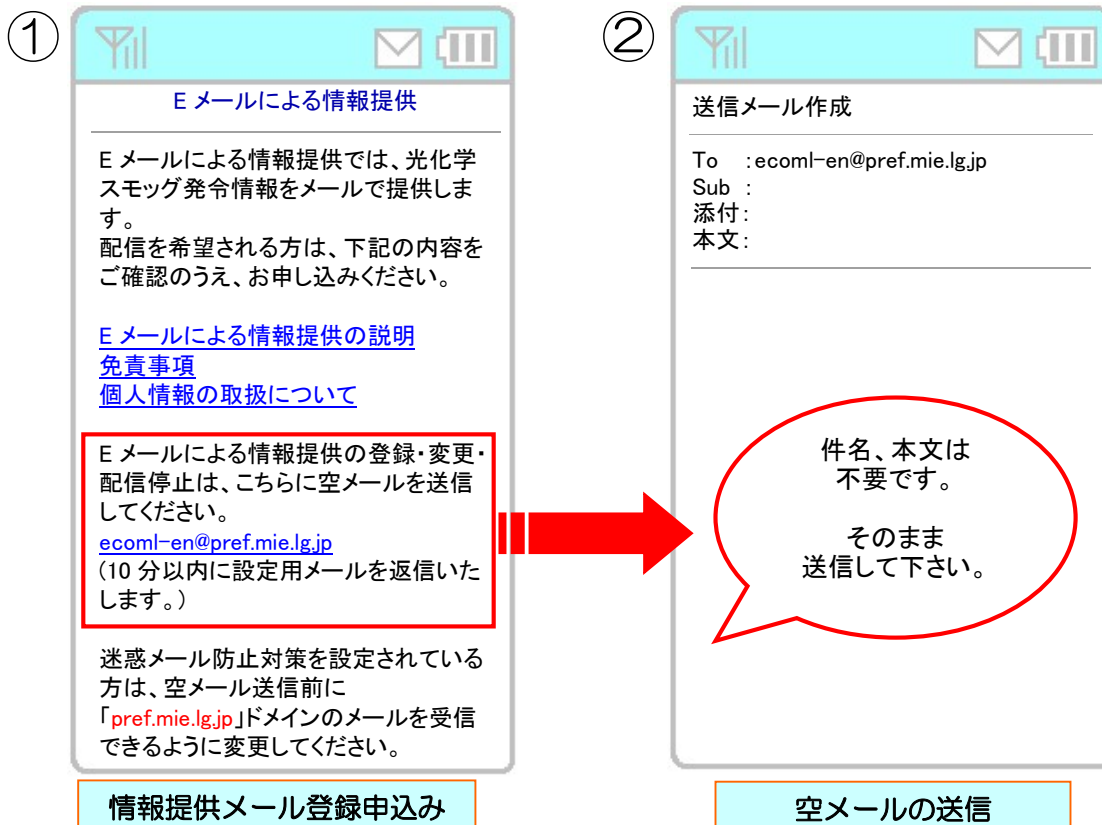 ①
Eメールによる情報提供
Eメールによる情報提供では、光化学
スモッグ発令情報をメールで提供しま
す。
配信を希望される方は、下記の内容を
ご確認のうえ、お申し込みください。
Eメールによる情報提供の説明
免責事項
個人情報の取扱について
Eメールによる情報提供の登録・変更・
配信停止は、こちらに空メールを送信
してください。
ecoml-en@pref.mie.lg.jp
(10分以内に設定用メールを返信いた
します。)
迷惑メール防止対策を設定されている
方は、空メール送信前に
「pref.mie.lg.jp」ドメインのメールを受信
できるように変更してください。
情報提供メール登録申込み
②
送信メール作成
To :ecoml-en@pref.mie.lg.jp
Sub :
添付:
本文:
件名、本文は
不要です。
そのまま
送信して下さい。
空メールの送信